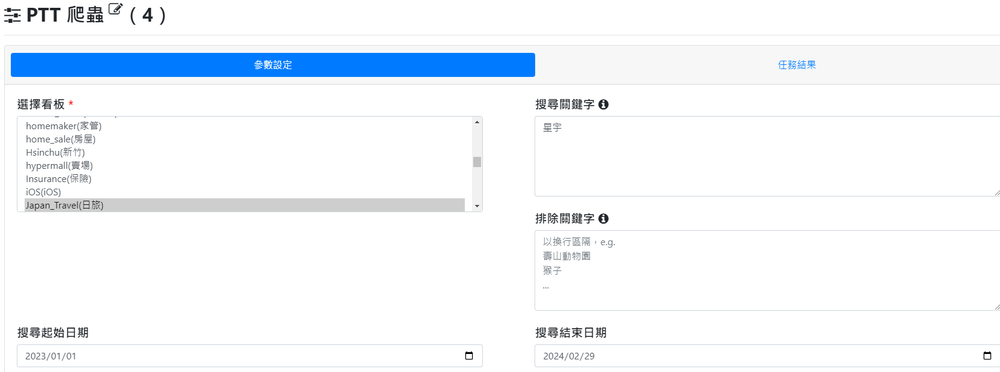 PTT 爬蟲 ( 4 )
參數設定
任務結果
選擇看板 *
homemaker(家管)
home_sale(房屋)
Hsinchu(新竹)
hypermall(賣場)
Insurance(保險)
iOS(iOS)
Japan_Travel(日旅)
搜尋關鍵字
星宇
排除關鍵字
以換行區隔，e.g.
壽山動物園
猴子
...
搜尋起始日期
2023/01/01
搜尋結束日期
2024/02/29